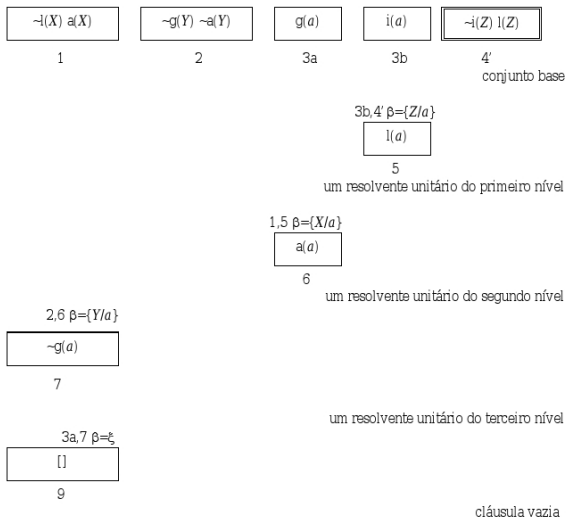 ~l(X) a(X) ~g(Y) ~a(Y) g(a) i(a) ~i(Z) l(Z)
1 2 3a 3b 4'
conjunto base
3b,4' β={Z/a}
l(a)
5
um resolvente unitário do primeiro nível
1,5 β={X/a}
a(a)
6
um resolvente unitário do segundo nível
2,6 β={Y/a}
~g(a)
7
um resolvente unitário do terceiro nível
3a,7 β=ξ
[]
9
cláusula vazia